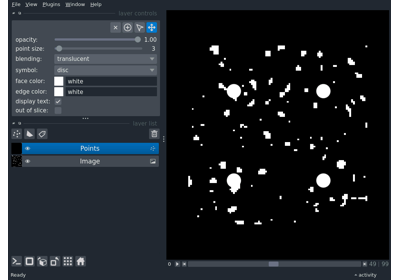 File View Plugins Window Help
layer controls
opacity: 1.00
point size: 3
blending: translucent
symbol: disc
face color: white
edge color: white
display text:
out of slice:
layer list
Points
Image
49 99
Ready
activity